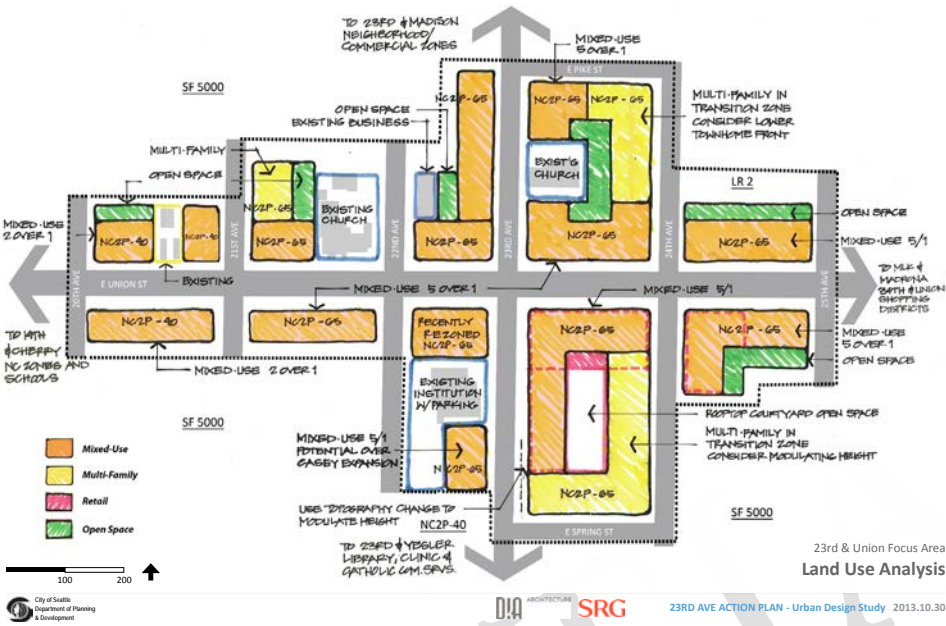 TO 23RD & MADISON
NEIGHBORHOOD/
COMMERCIAL ZONES
MIXED-USE
5 OVER 1
E PIKE ST
SF 5000
NC2P-65
NC2P-65
NC2P-65
MULTI-FAMILY IN
TRANSITION ZONE
CONSIDER LOWER
TOWNHOME FRONT
OPEN SPACE
EXISTING BUSINESS
MULTI-FAMILY
OPEN SPACE
EXIST'G
CHURCH
LR 2
MIXED-USE
2 OVER 1
NC2P-40
NC2P-40
NC2P-65
NC2P-65
EXISTING
CHURCH
NC2P-65
NC2P-65
NC2P-65
OPEN SPACE
MIXED-USE 5/1
20TH AVE
21ST AVE
22ND AVE
23RD AVE
24TH AVE
25TH AVE
EXISTING
E UNION ST
MIXED-USE 5 OVER 1
MIXED-USE 5/1
TO MLK &
MADRONA
34TH & UNION
SHOPPING
DISTRICTS
NC2P-40
NC2P-65
RECENTLY
REZONED
NC2P-65
NC2P-65
NC2P-65
MIXED-USE
5 OVER 1
OPEN SPACE
TO 19TH
& CHERRY
NC ZONES AND
SCHOOLS
MIXED-USE 2 OVER 1
EXISTING
INSTITUTION
W/PARKING
ROOFTOP COURTYARD OPEN SPACE
SF 5000
MULTI-FAMILY IN
TRANSITION ZONE
CONSIDER MODULATING HEIGHT
MIXED-USE 5/1
POTENTIAL OVER
CASEY EXPANSION
NC2P-65
NC2P-65
Mixed-Use
Multi-Family
Retail
Open Space
USE TOPOGRAPHY CHANGE TO
MODULATE HEIGHT
NC2P-40
E SPRING ST
SF 5000
TO 23RD & YESLER
LIBRARY, CLINIC &
CATHOLIC COM. SRVS.
100
200
23rd & Union Focus Area
Land Use Analysis
City of Seattle
Department of Planning
& Development
D|A ARCHITECTURE
SRG
23RD AVE ACTION PLAN - Urban Design Study 2013.10.30